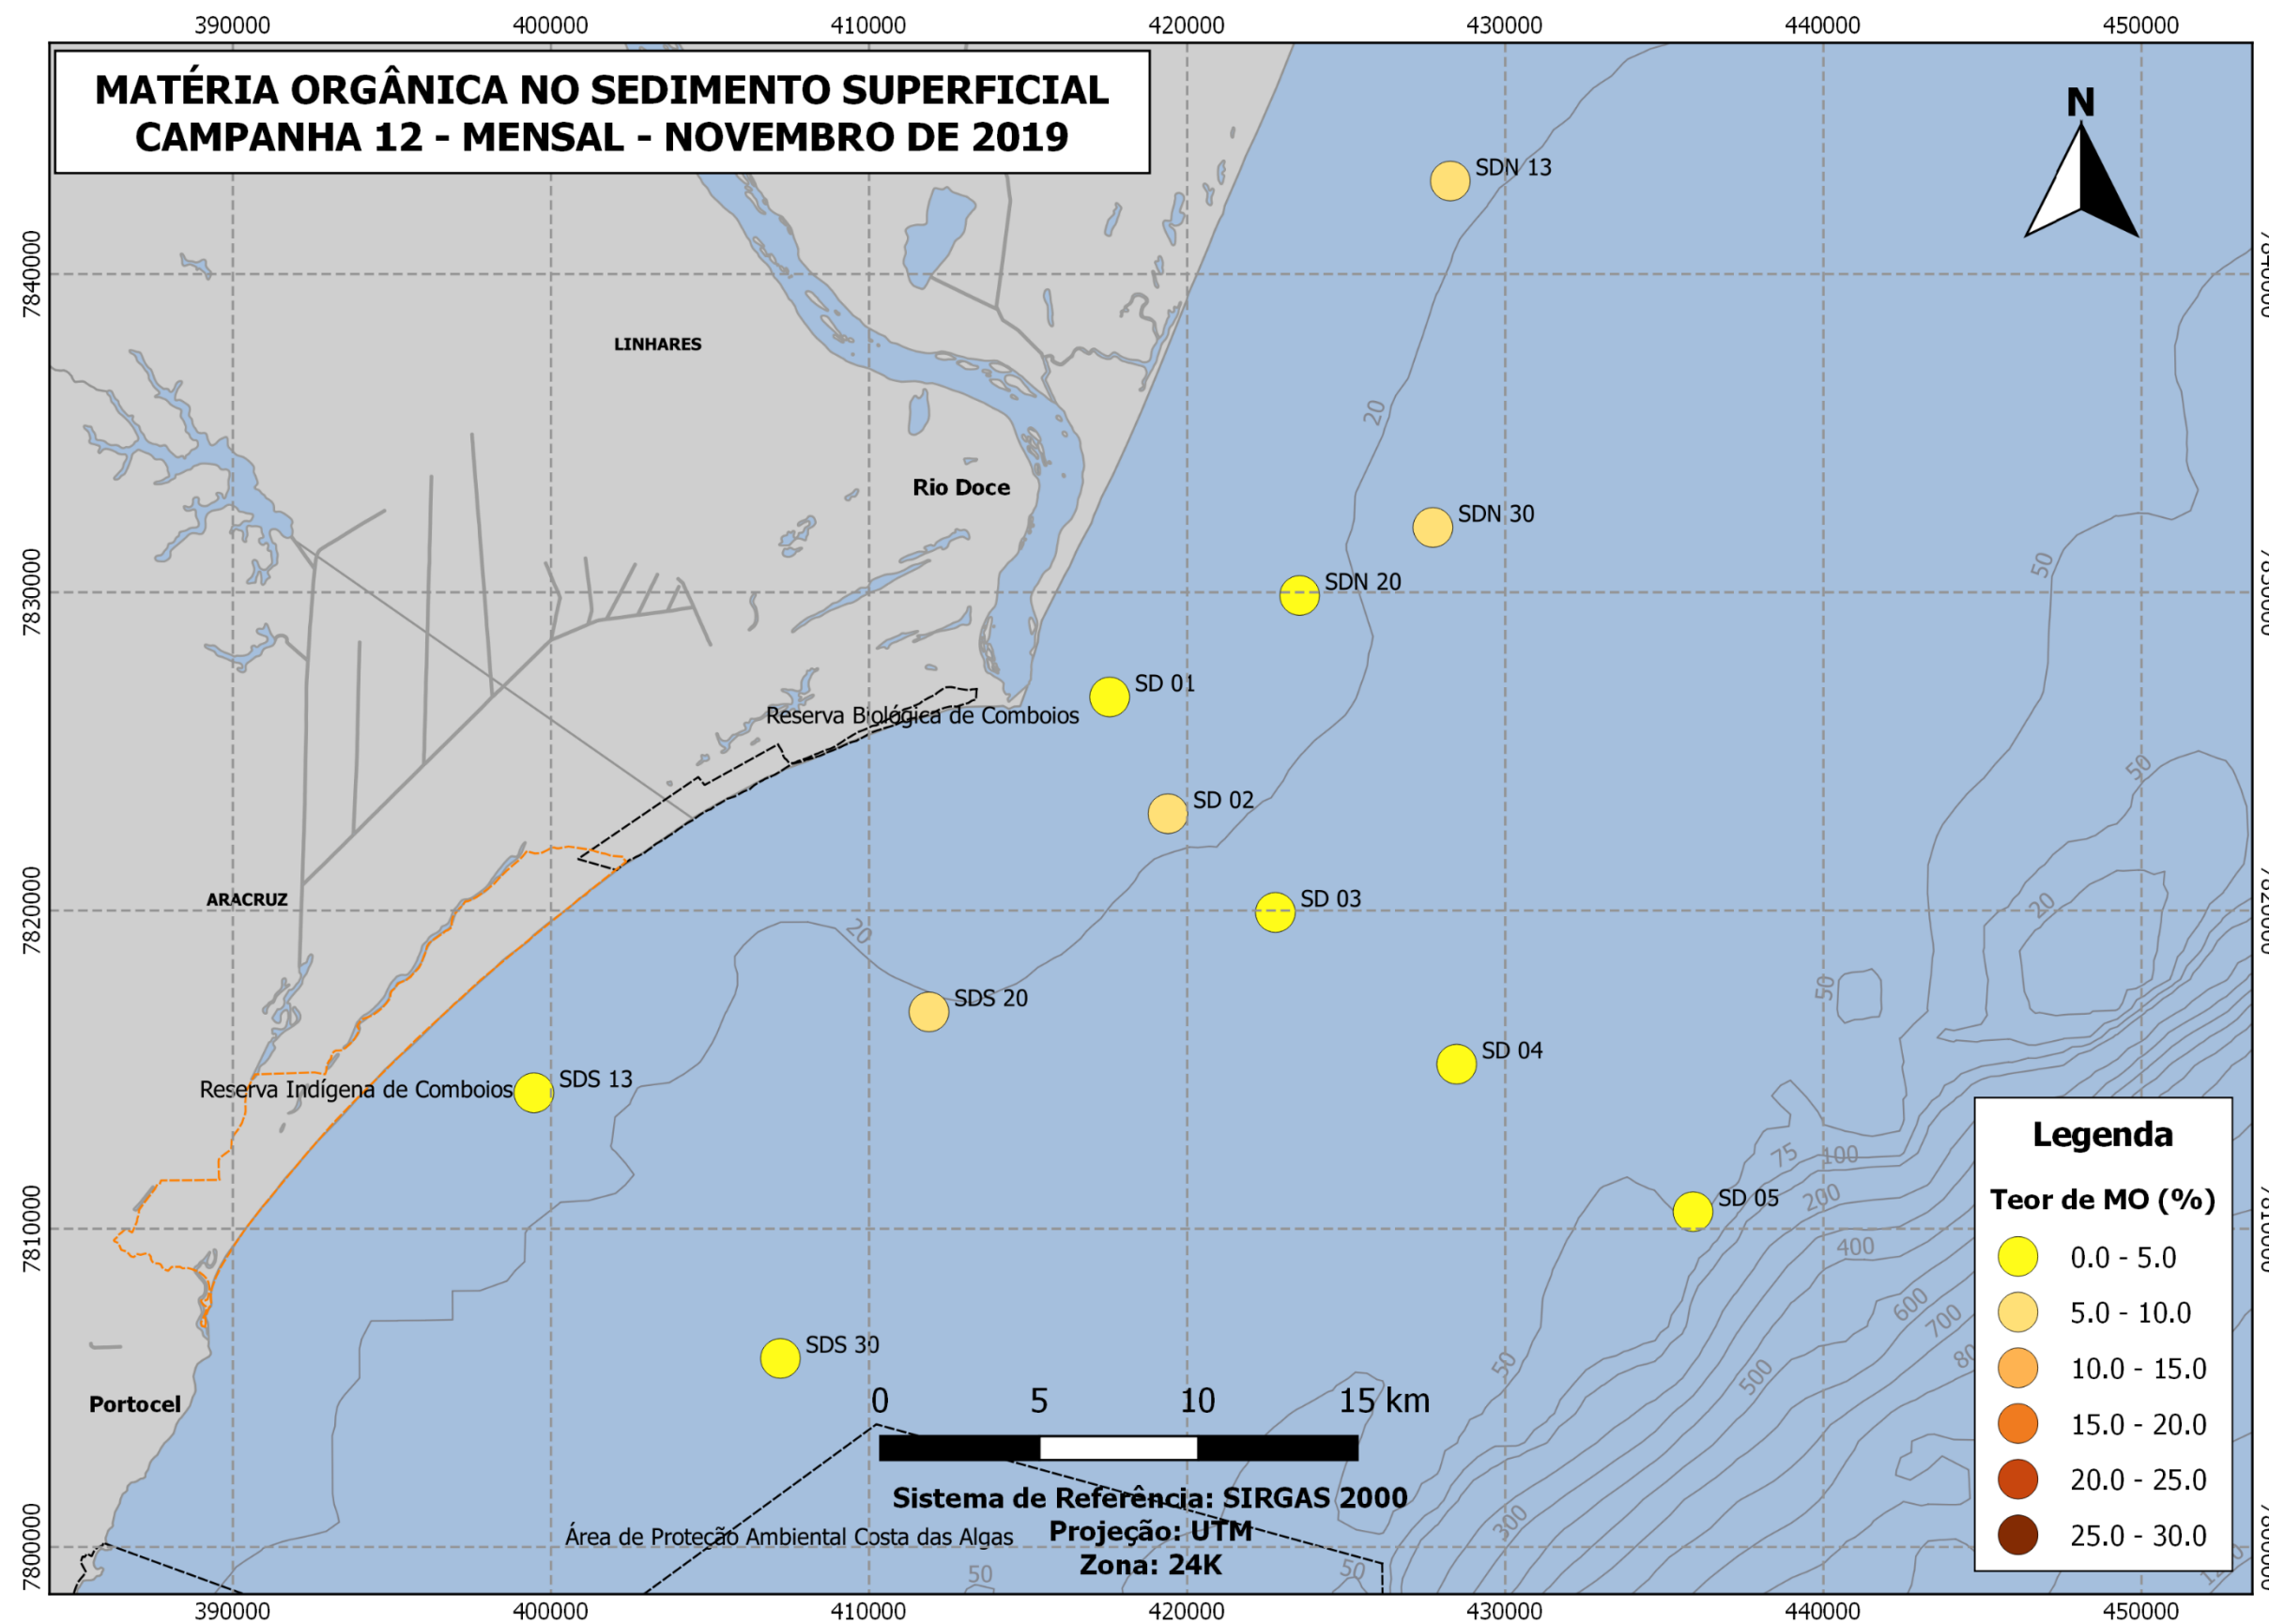 390000 400000 410000 420000 430000 440000 450000
MATÉRIA ORGÂNICA NO SEDIMENTO SUPERFICIAL
CAMPANHA 12 - MENSAL - NOVEMBRO DE 2019
N
SDN 13
7840000
LINHARES
20
Rio Doce
SDN 30
50
SDN 20
7830000
SD 01
Reserva Biológica de Comboios
50
SD 02
ARACRUZ
SD 03
20
20
7820000
50
SDS 20
SD 04
SDS 13
Reserva Indígena de Comboios
75
100
200
SD 05
400
7810000
600
700
50
500
SDS 30
Portocel
0 5 10 15 km
Sistema de Referência: SIRGAS 2000
Projeção: UTM
Zona: 24K
300
Área de Proteção Ambiental Costa das Algas
50
50
7800000
Legenda
Teor de MO (%)
0.0 - 5.0
5.0 - 10.0
10.0 - 15.0
15.0 - 20.0
20.0 - 25.0
25.0 - 30.0
390000 400000 410000 420000 430000 440000 450000